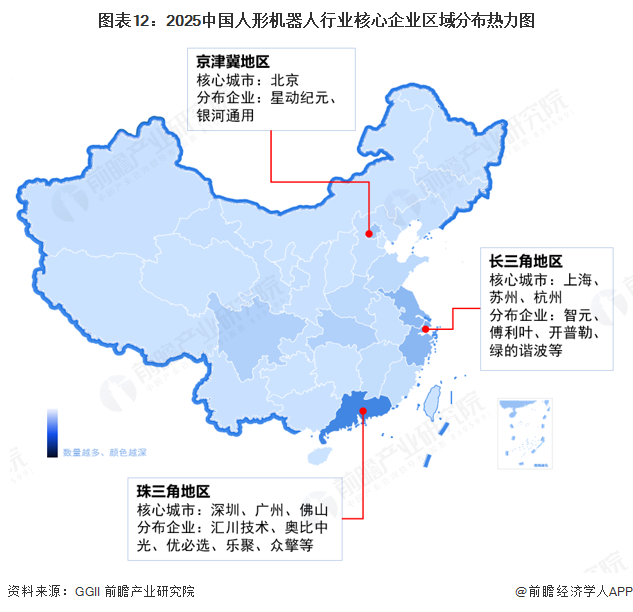 图表12：2025中国人形机器人行业核心企业区域分布热力图
京津冀地区
核心城市：北京
分布企业：星动纪元、
银河通用
长三角地区
核心城市：上海、
苏州、杭州
分布企业：智元、
傅利叶、开普勒、
绿的谐波等
数量越多、颜色越深
珠三角地区
核心城市：深圳、广州、佛山
分布企业：汇川技术、奥比中
光、优必选、乐聚、众擎等
资料来源：GGII 前瞻产业研究院
@前瞻经济学人APP
前瞻产业研究院